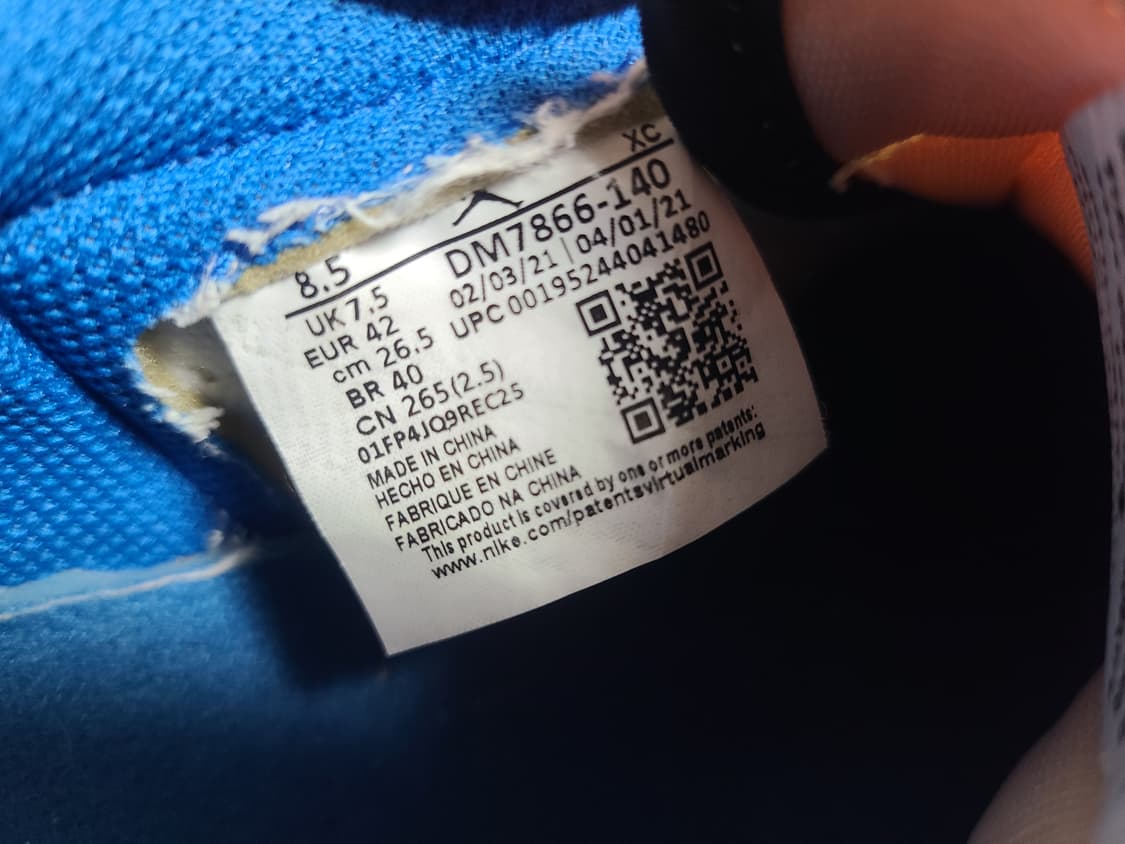 XC
8.5
UK 7,5
EUR 42
cm 26.5
BR 40
CN 265(2.5)
01FP4JQ9REC25
MADE IN CHINA
HECHO EN CHINA
FABRIQUE EN CHINE
FABRICADO NA CHINA
This product is covered by one or more patents:
www.nike.com/patentsvirtualmarking
DM7866-140
02/03/21 | 04/01/21
UPC 00195244041480